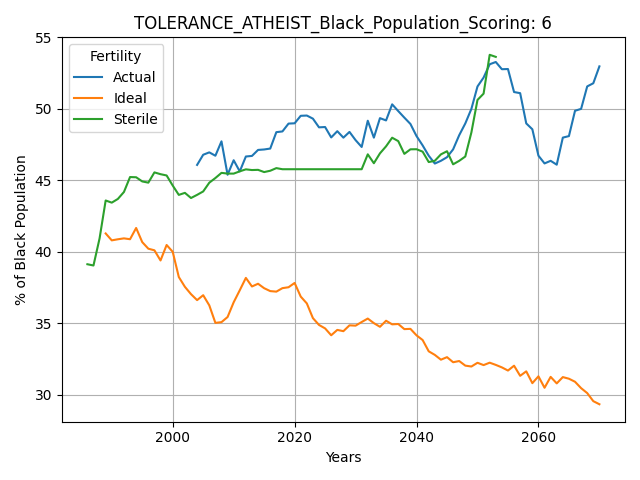 TOLERANCE_ATHEIST_Black_Population_Scoring: 6
Fertility
Actual
Ideal
Sterile
% of Black Population
55
50
45
40
35
30
2000
2020
2040
2060
Years